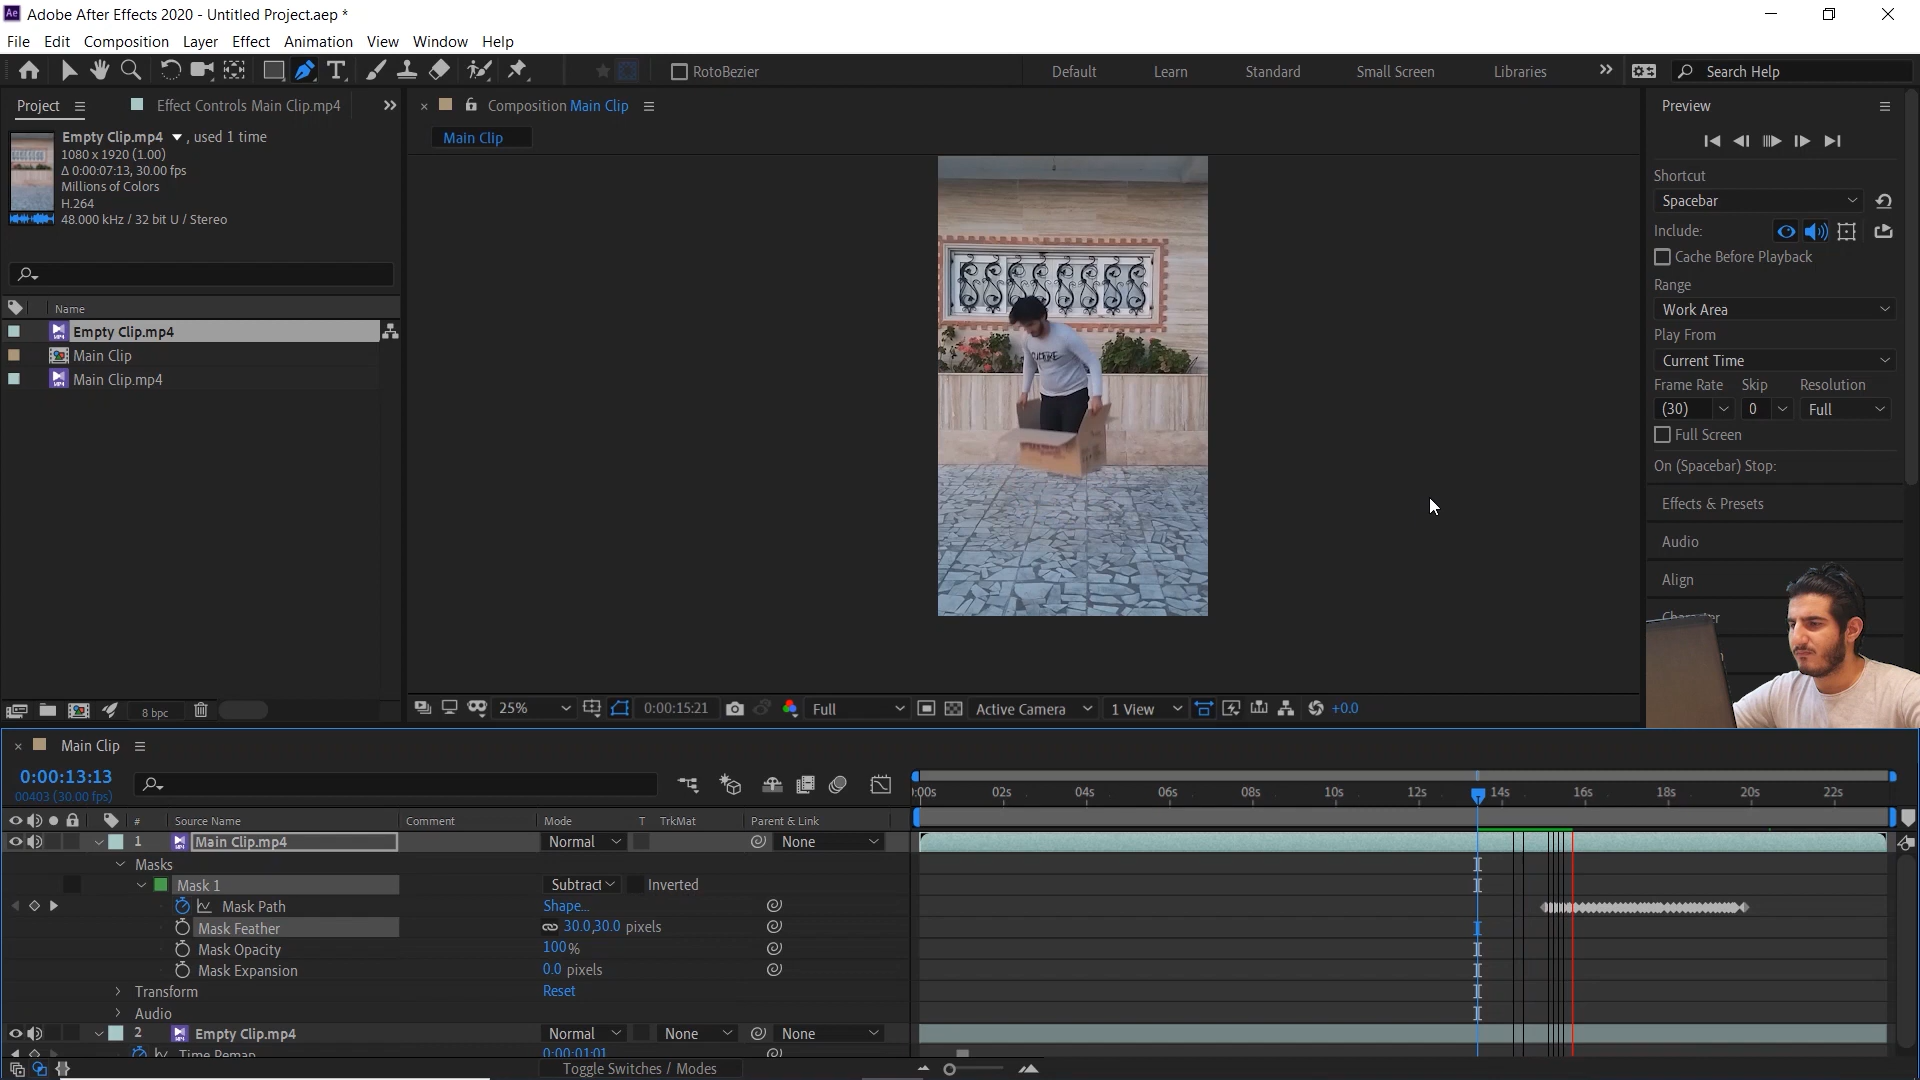 Adobe After Effects 2020 - Untitled Project.aep *
File Edit Composition Layer Effect Animation View Window Help
RotoBezier Default Learn Standard Small Screen Libraries Search Help
Project Effect Controls Main Clip.mp4
Composition Main Clip
Preview
Empty Clip.mp4 , used 1 time
1080 x 1920 (1.00)
Δ 0:00:07:13, 30.00 fps
Millions of Colors
H.264
48.000 kHz / 32 bit U / Stereo
Main Clip
Shortcut
Spacebar
Include:
Cache Before Playback
Range
Work Area
Play From
Current Time
Frame Rate Skip Resolution
(30) 0 Full
Full Screen
On (Spacebar) Stop:
Effects & Presets
Audio
Align
Name
Empty Clip.mp4
Main Clip
Main Clip.mp4
8 bpc
25% 0:00:15:21 Full Active Camera 1 View +0.0
Main Clip
0:00:13:13
00403 (30.00 fps)
:00s 02s 04s 06s 08s 10s 12s 14s 16s 18s 20s 22s
# Source Name Comment Mode T TrkMat Parent & Link
1 Main Clip.mp4 Normal None
Masks
Mask 1 Subtract Inverted
Mask Path Shape...
Mask Feather 30.0,30.0 pixels
Mask Opacity 100%
Mask Expansion 0.0 pixels
Transform Reset
Audio
2 Empty Clip.mp4 Normal None None
Time Remap 0:00:01:01
Toggle Switches / Modes